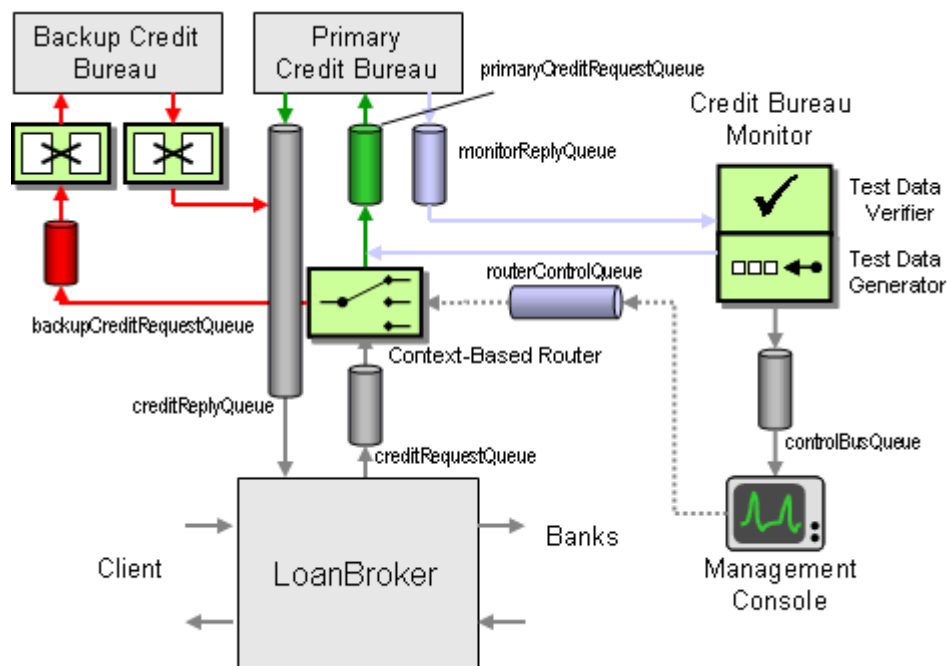 Backup Credit
Bureau
Primary
Credit Bureau
primaryCreditRequestQueue
Credit Bureau
Monitor
monitorReplyQueue
Test Data
Verifier
Test Data
Generator
routerControlQueue
backupCreditRequestQueue
Context-Based Router
creditReplyQueue
creditRequestQueue
controlBusQueue
Client
LoanBroker
Banks
Management
Console